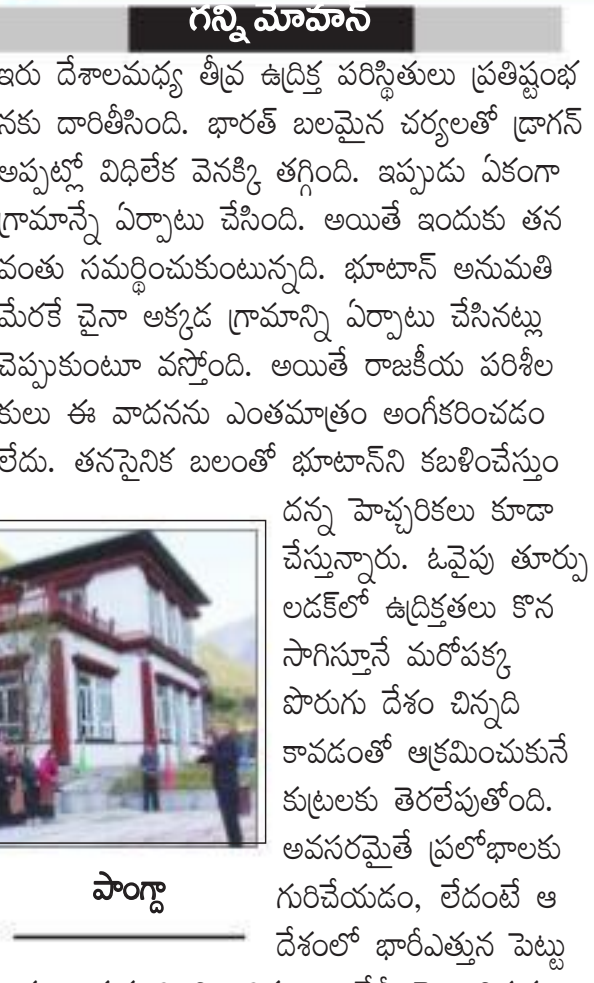 గన్ని మోహన్
ఇరు దేశాలమధ్య తీవ్ర ఉద్రిక్త పరిస్థితులు ప్రతిష్టంభ
నకు దారితీసింది. భారత్ బలమైన చర్యలతో డ్రాగన్
అప్పట్లో విధిలేక వెనక్కి తగ్గింది. ఇప్పుడు ఏకంగా
గ్రామాన్నే ఏర్పాటు చేసింది. అయితే ఇందుకు తన
వంతు సమర్థించుకుంటున్నది. భూటాన్ అనుమతి
మేరకే చైనా అక్కడ గ్రామాన్ని ఏర్పాటు చేసినట్లు
చెప్పుకుంటూ వస్తోంది. అయితే రాజకీయ పరిశీల
కులు ఈ వాదనను ఎంతమాత్రం అంగీకరించడం
లేదు. తనసైనిక బలంతో భూటాన్‌ని కబళించేస్తుం
దన్న హెచ్చరికలు కూడా
చేస్తున్నారు. ఓవైపు తూర్పు
లడక్‌లో ఉద్రిక్తతలు కొన
సాగిస్తూనే మరోపక్క
పొరుగు దేశం చిన్నది
కావడంతో ఆక్రమించుకునే
కుట్రలకు తెరలేపుతోంది.
అవసరమైతే ప్రలోభాలకు
గురిచేయడం, లేదంటే ఆ
దేశంలో భారీఎత్తున పెట్టు
పాంగ్దా